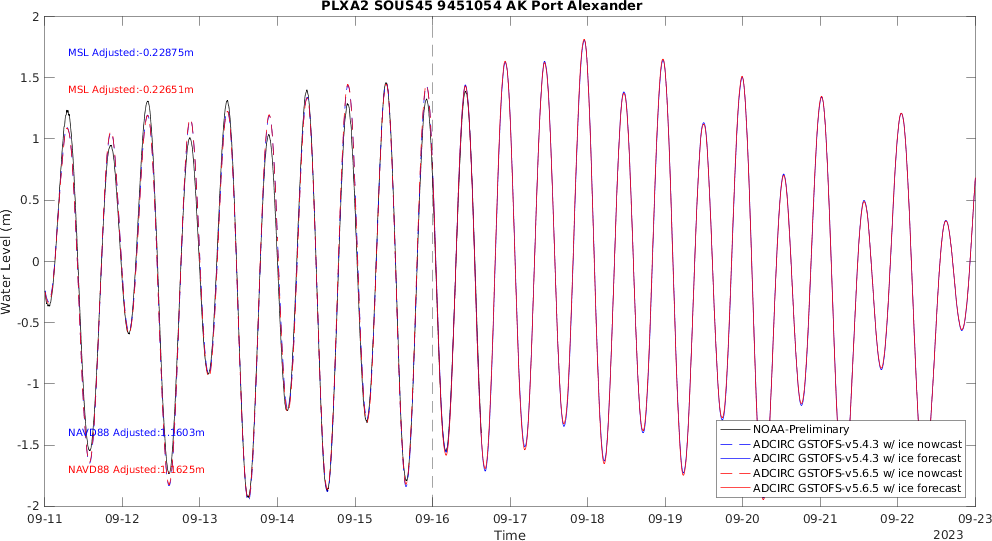 PLXA2 SOUS45 9451054 AK Port Alexander
2
1.5
1
0.5
0
-0.5
-1
-1.5
-2
Water Level (m)
MSL Adjusted:-0.22875m
MSL Adjusted:-0.22651m
NAVD88 Adjusted:1.1603m
NAVD88 Adjusted:1.1625m
NOAA-Preliminary
ADCIRC GSTOFS-v5.4.3 w/ ice nowcast
ADCIRC GSTOFS-v5.4.3 w/ ice forecast
ADCIRC GSTOFS-v5.6.5 w/ ice nowcast
ADCIRC GSTOFS-v5.6.5 w/ ice forecast
09-11 09-12 09-13 09-14 09-15 09-16 09-17 09-18 09-19 09-20 09-21 09-22 09-23
Time
2023